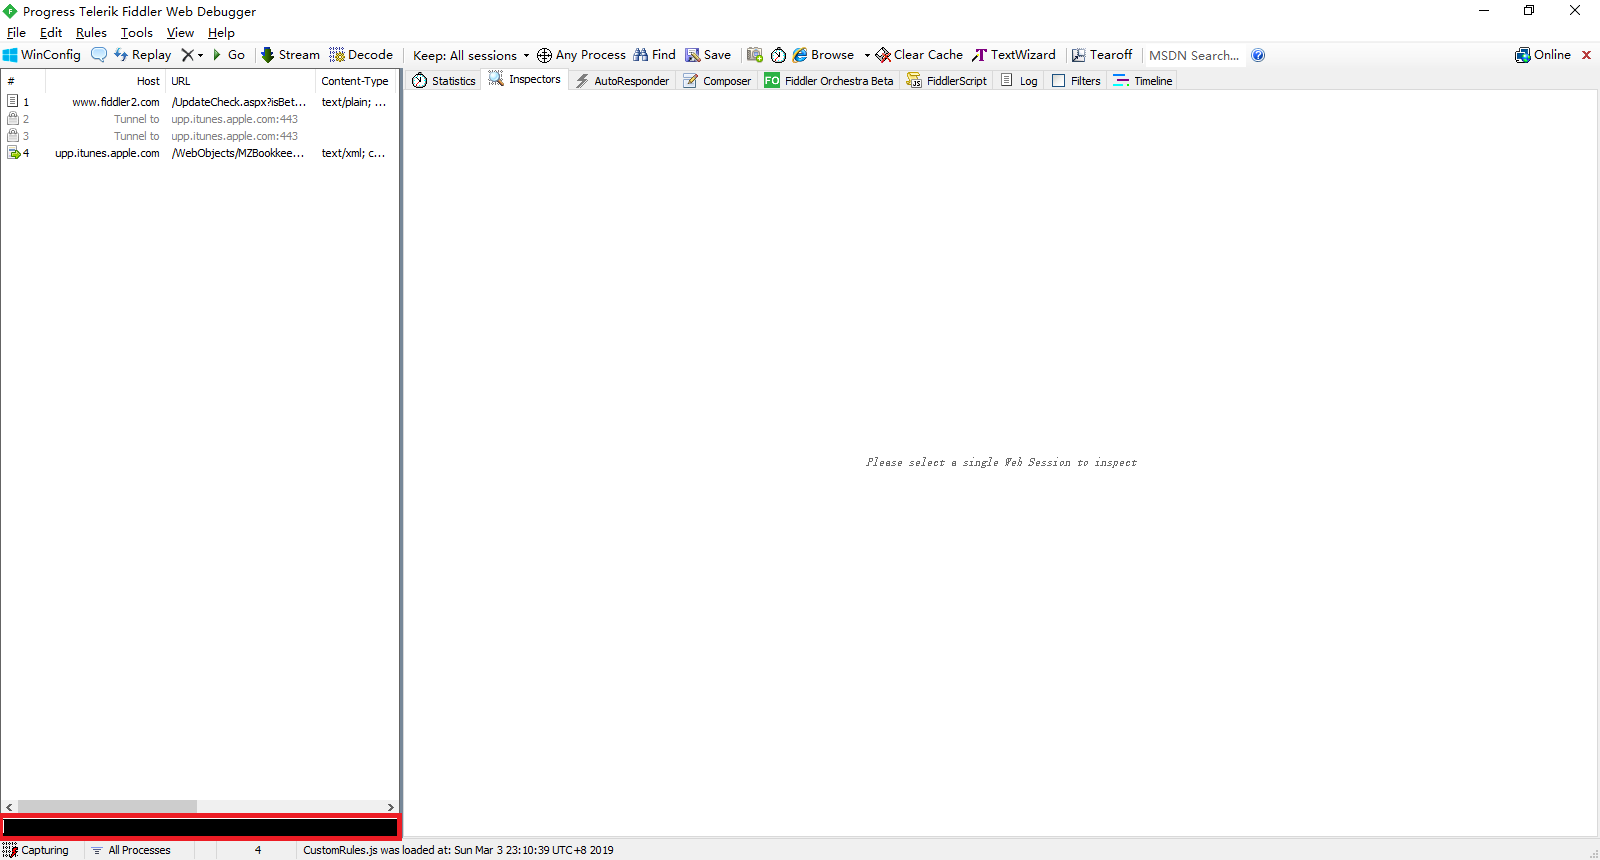 Progress Telerik Fiddler Web Debugger
File Edit Rules Tools View Help
WinConfig Replay Go Stream Decode Keep: All sessions Any Process Find Save Browse Clear Cache TextWizard Tearoff MSDN Search... Online
# Host URL Content-Type
Statistics Inspectors AutoResponder Composer FO Fiddler Orchestra Beta FiddlerScript Log Filters Timeline
1 www.fiddler2.com /UpdateCheck.aspx?isBet... text/plain; ...
2 Tunnel to upp.itunes.apple.com:443
3 Tunnel to upp.itunes.apple.com:443
4 upp.itunes.apple.com /WebObjects/MZBookkee... text/xml; c...
Please select a single Web Session to inspect
Capturing All Processes 4 CustomRules.js was loaded at: Sun Mar 3 23:10:39 UTC+8 2019